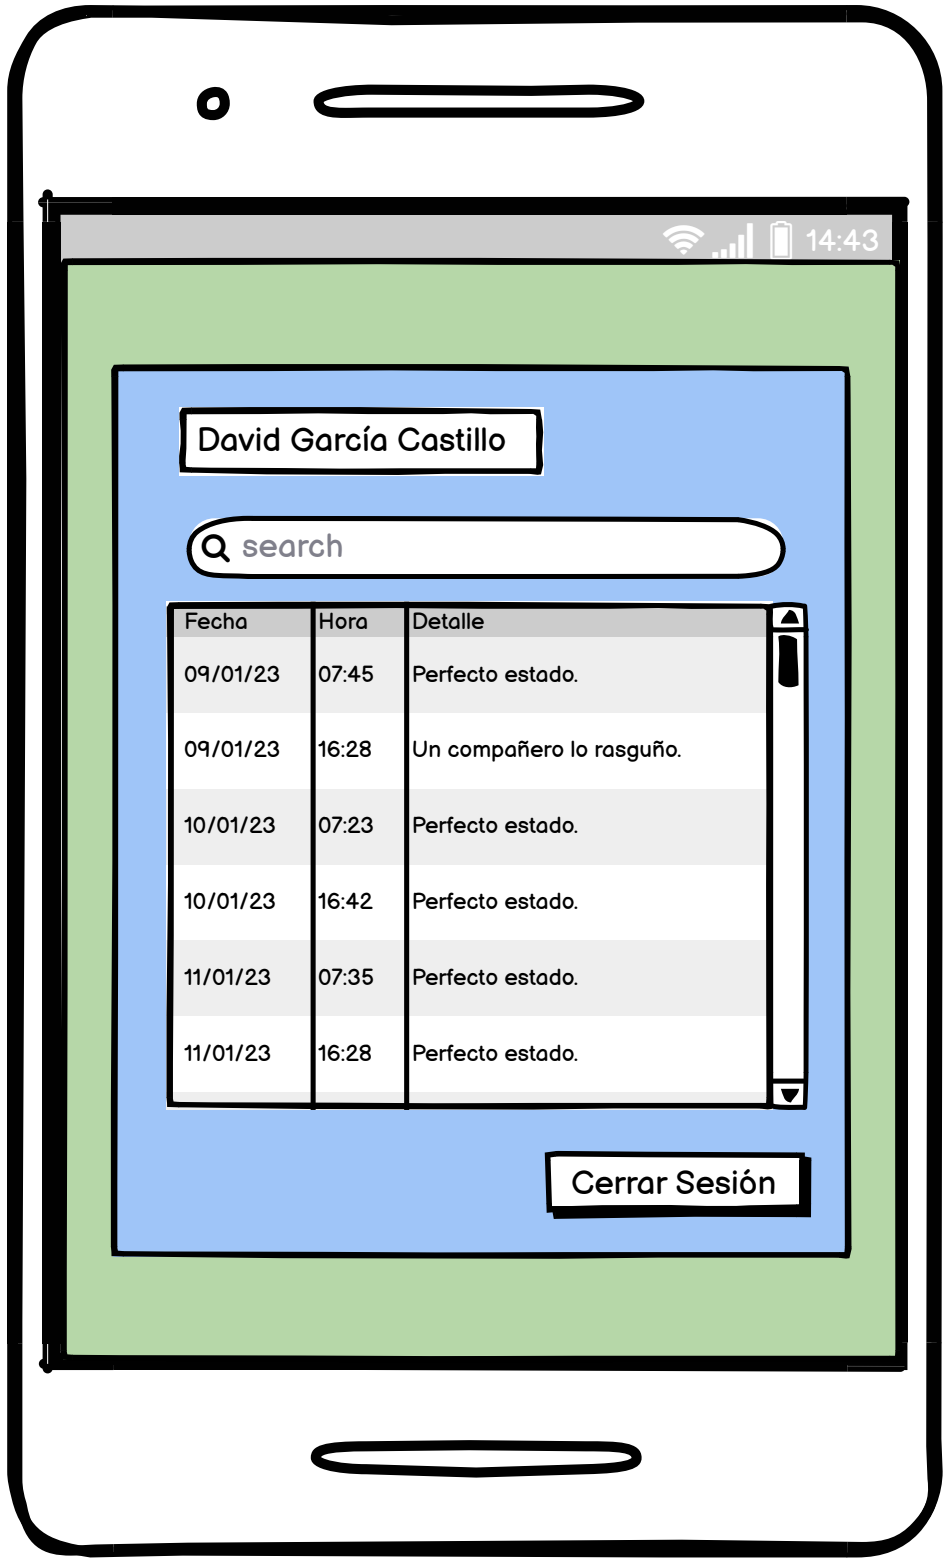 14:43
David García Castillo
search
Fecha Hora Detalle
09/01/23 07:45 Perfecto estado.
09/01/23 16:28 Un compañero lo rasguño.
10/01/23 07:23 Perfecto estado.
10/01/23 16:42 Perfecto estado.
11/01/23 07:35 Perfecto estado.
11/01/23 16:28 Perfecto estado.
Cerrar Sesión